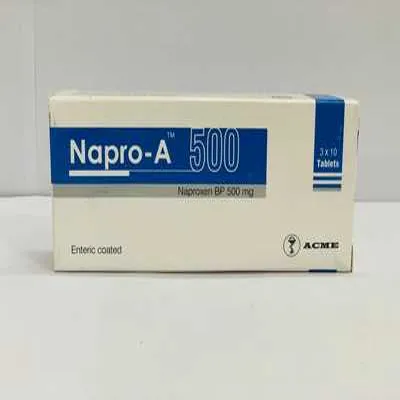 Napro-A™ 500
Naproxen BP 500 mg
3 x 10
Tablets
Enteric coated
ACME